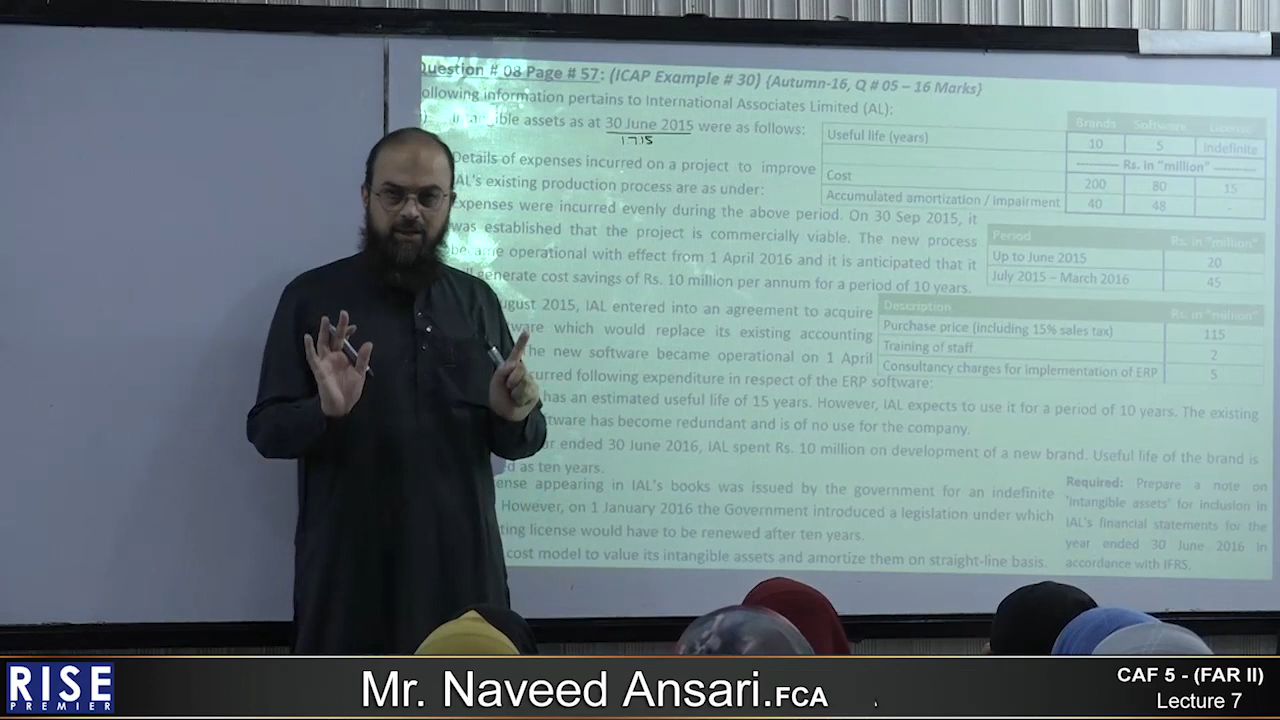 Question # 08 Page # 57: (ICAP Example # 30) {Autumn-16, Q # 05 – 16 Marks}
ollowing information pertains to International Associates Limited (AL):
ble assets as at 30 June 2015 were as follows:
1715
Brands Software License
Useful life (years) 10 5 Indefinite
---------- Rs. in "million" ----------
Cost 200 80 15
Accumulated amortization / impairment 40 48 -
Details of expenses incurred on a project to improve
IAL's existing production process are as under:
expenses were incurred evenly during the above period. On 30 Sep 2015, it
was established that the project is commercially viable. The new process
operational with effect from 1 April 2016 and it is anticipated that it
generate cost savings of Rs. 10 million per annum for a period of 10 years.
Period Rs. in "million"
Up to June 2015 20
July 2015 – March 2016 45
ugust 2015, IAL entered into an agreement to acquire
ware which would replace its existing accounting
he new software became operational on 1 April
curred following expenditure in respect of the ERP software:
Description Rs. in "million"
Purchase price (including 15% sales tax) 115
Training of staff 2
Consultancy charges for implementation of ERP 5
has an estimated useful life of 15 years. However, IAL expects to use it for a period of 10 years. The existing
ftware has become redundant and is of no use for the company.
r ended 30 June 2016, IAL spent Rs. 10 million on development of a new brand. Useful life of the brand is
d as ten years.
ense appearing in IAL's books was issued by the government for an indefinite
However, on 1 January 2016 the Government introduced a legislation under which
ting license would have to be renewed after ten years.
cost model to value its intangible assets and amortize them on straight-line basis.
Required: Prepare a note on
"intangible assets" for inclusion in
IAL's financial statements for the
year ended 30 June 2016 in
accordance with IFRS.
RISE
PREMIER
Mr. Naveed Ansari.FCA
CAF 5 - (FAR II)
Lecture 7